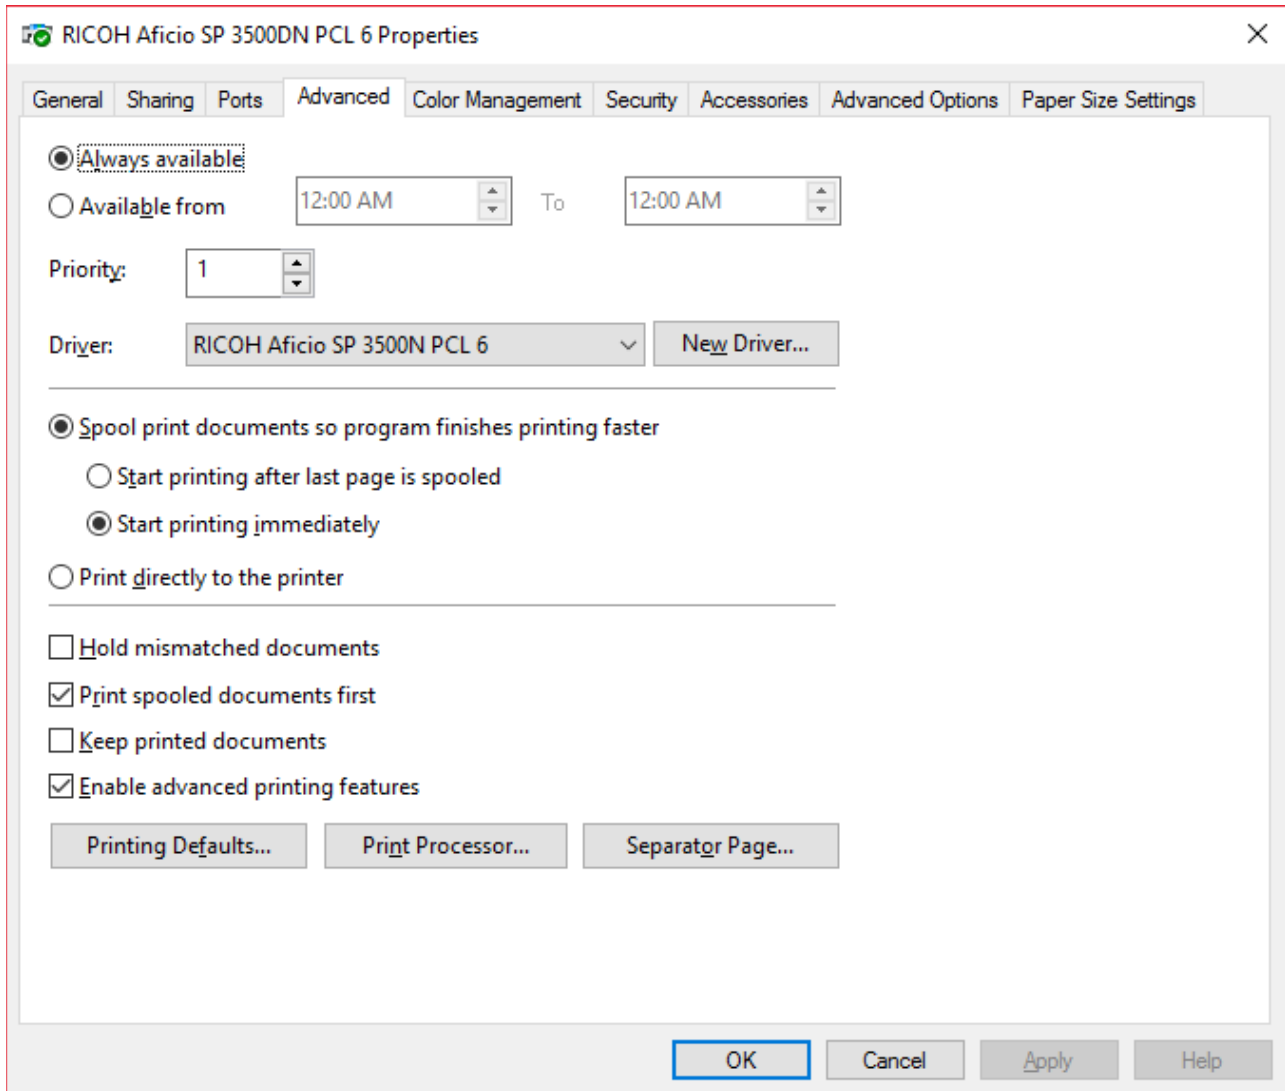 RICOH Aficio SP 3500DN PCL 6 Properties
General Sharing Ports Advanced Color Management Security Accessories Advanced Options Paper Size Settings
Always available
Available from 12:00 AM To 12:00 AM
Priority: 1
Driver: RICOH Aficio SP 3500N PCL 6 New Driver...
Spool print documents so program finishes printing faster
Start printing after last page is spooled
Start printing immediately
Print directly to the printer
Hold mismatched documents
Print spooled documents first
Keep printed documents
Enable advanced printing features
Printing Defaults... Print Processor... Separator Page...
OK Cancel Apply Help